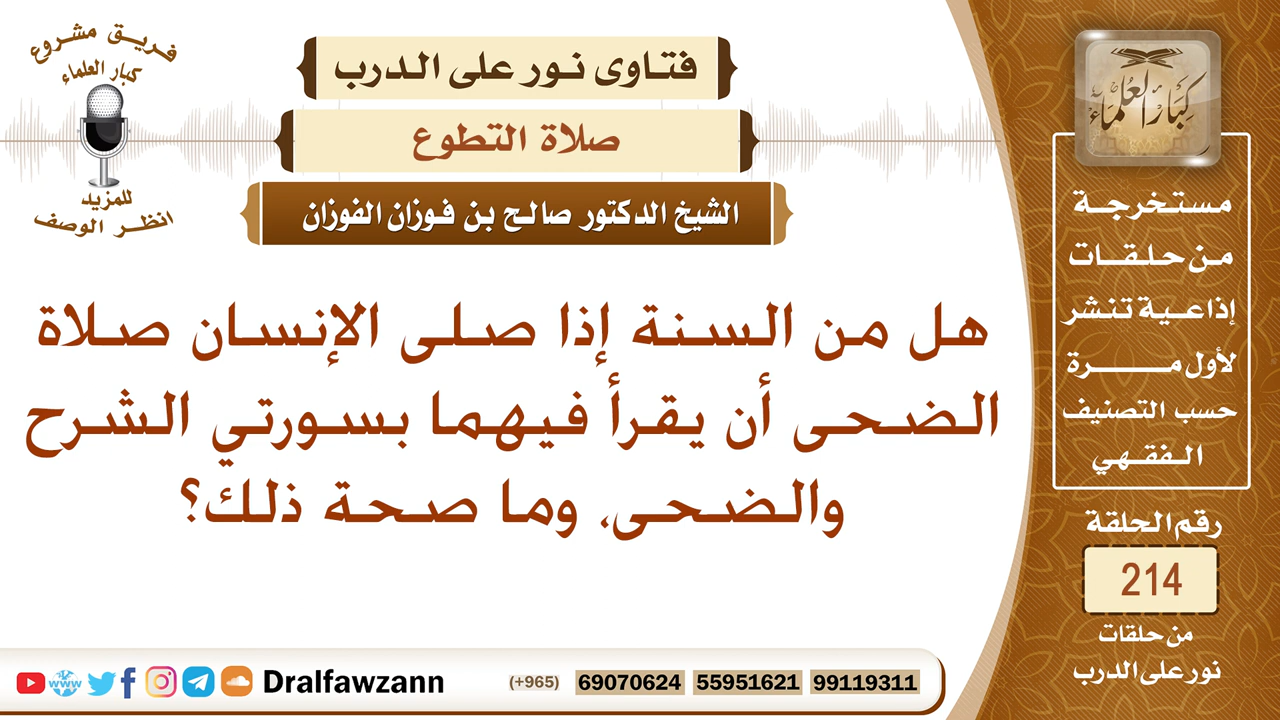 فريق مشروع
كبار العلماء
للمزيد
انظر الوصف
فتاوى نور على الدرب
صلاة التطوع
الشيخ الدكتور صالح بن فوزان الفوزان
هل من السنة إذا صلى الإنسان صلاة
الضحى أن يقرأ فيهما بسورتي الشرح
والضحى، وما صحة ذلك؟
كبار العلماء
مستخرجة
من حلقات
إذاعية تنشر
لأول مرة
حسب التصنيف
الفقهي
رقم الحلقة
214
من حلقات
نور على الدرب
www Dralfawzann (+965) 69070624 55951621 99119311